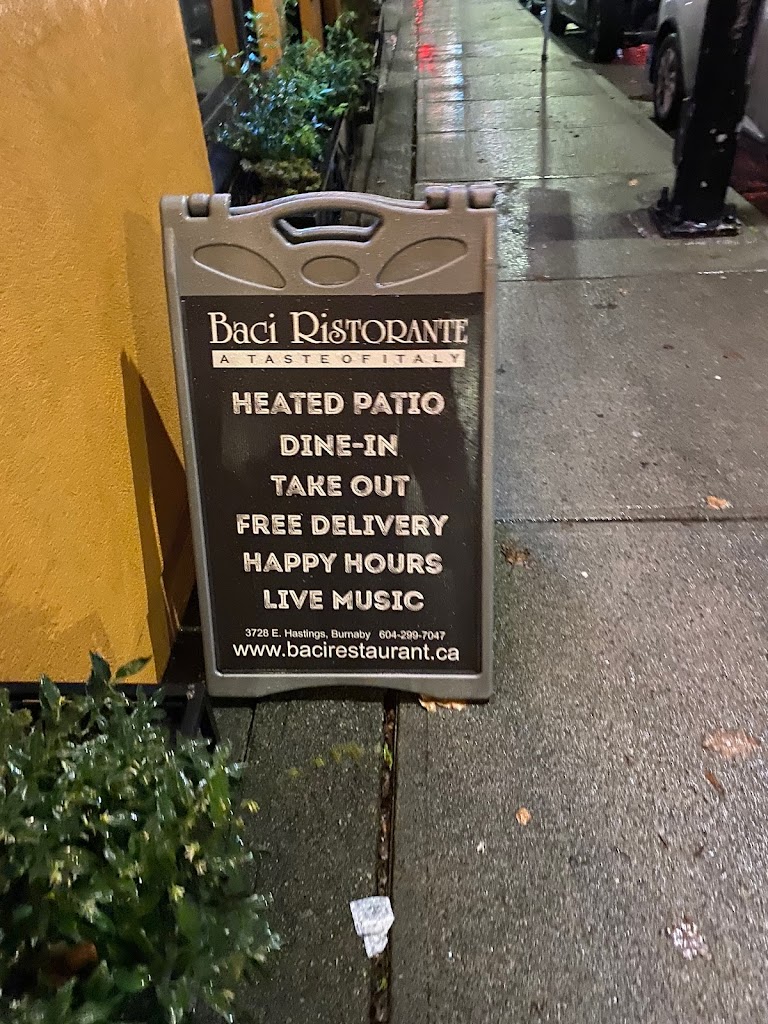 Baci Ristorante
A TASTE OF ITALY
HEATED PATIO
DINE-IN
TAKE OUT
FREE DELIVERY
HAPPY HOURS
LIVE MUSIC
3728 E. Hastings, Burnaby 604-299-7047
www.bacirestaurant.ca